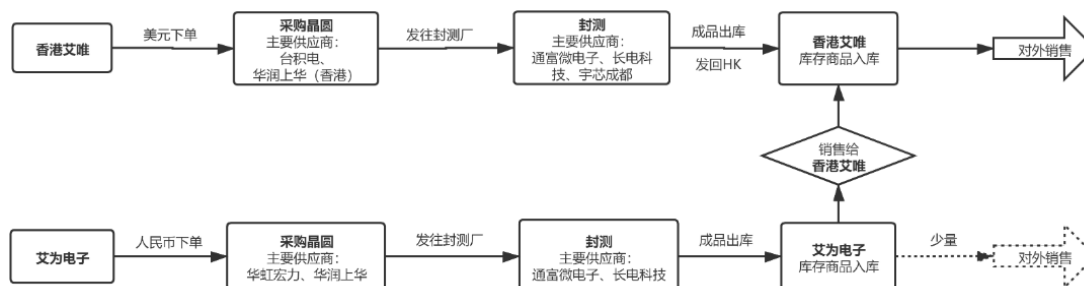 香港艾唯
美元下单
采购晶圆
主要供应商：
台积电、
华润上华（香港）
发往封测厂
封测
主要供应商：
通富微电子、长电科
技、宇芯成都
成品出库
发回HK
香港艾唯
库存商品入库
对外销售
销售给
香港艾唯
艾为电子
人民币下单
采购晶圆
主要供应商：
华虹宏力、华润上华
发往封测厂
封测
主要供应商：
通富微电子、长电科技
成品出库
艾为电子
库存商品入库
少量
对外销售